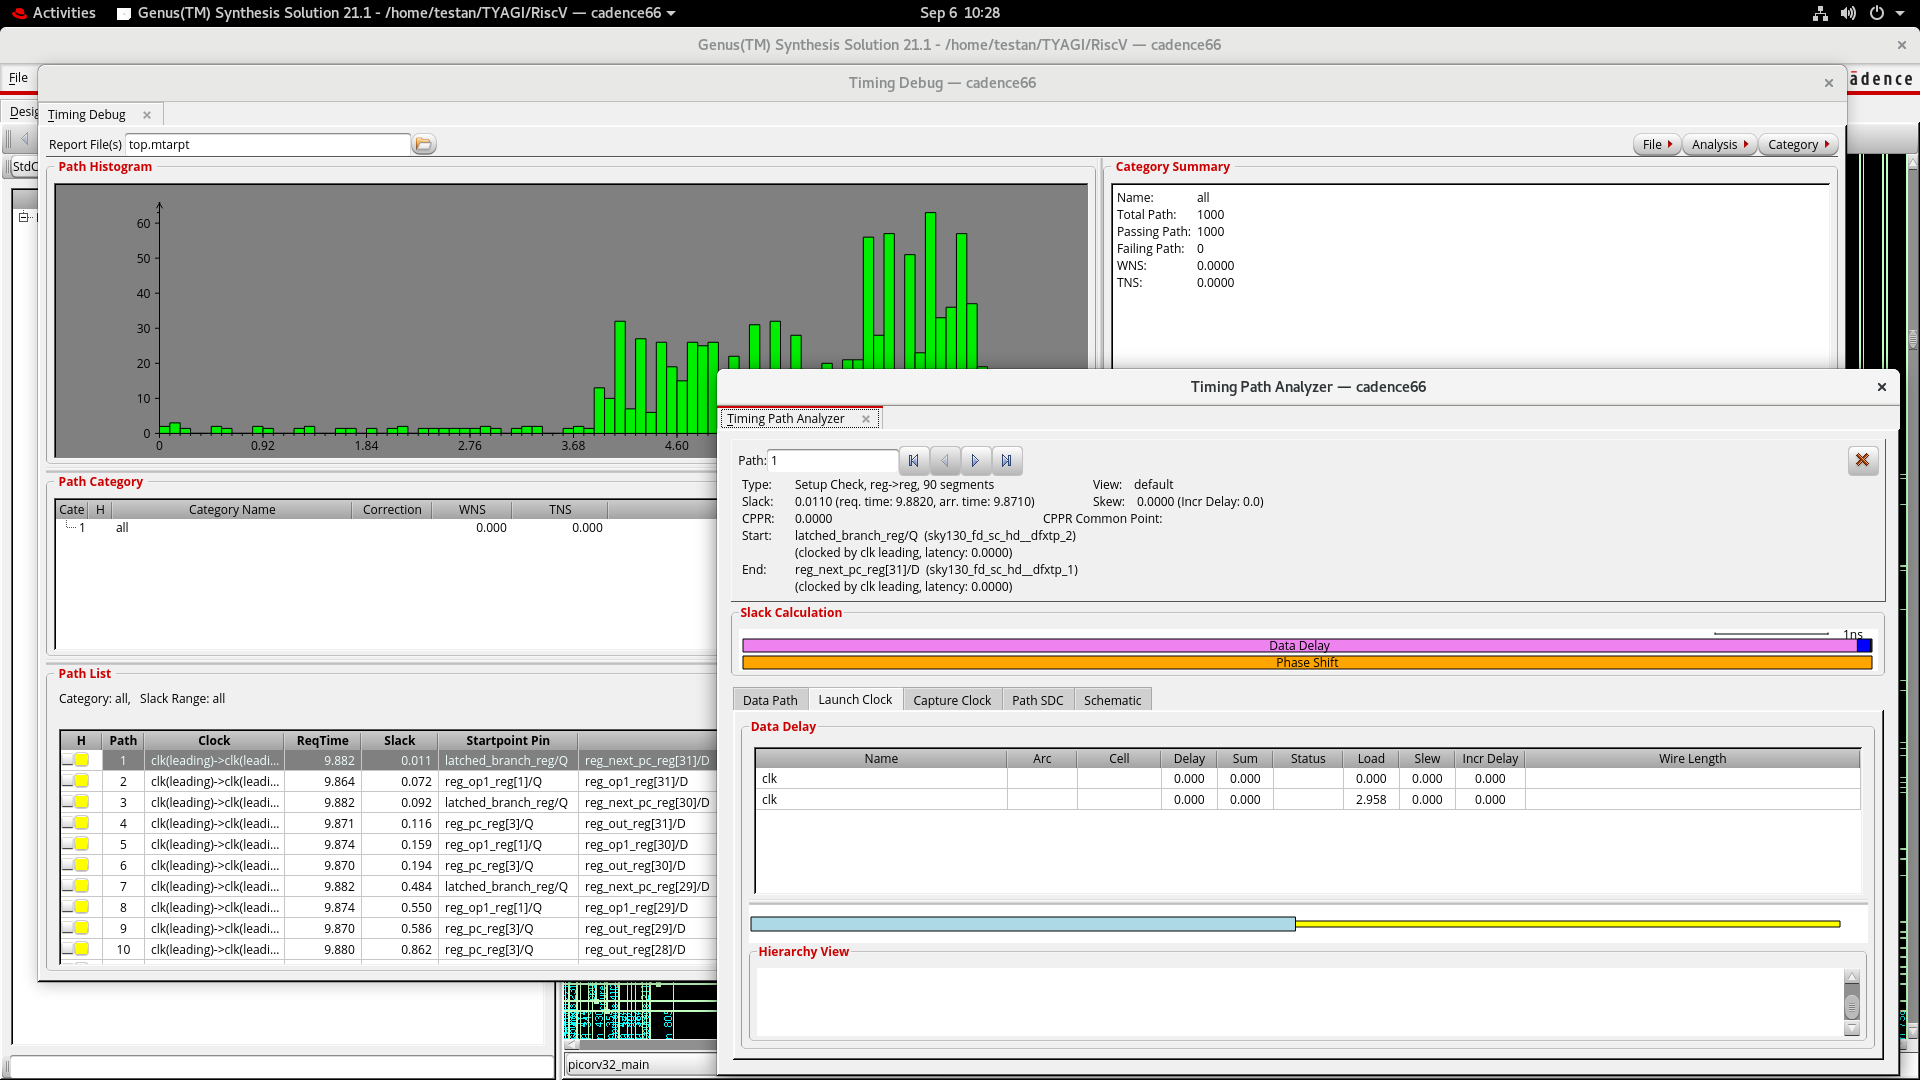 Activities Genus(TM) Synthesis Solution 21.1 - /home/testan/TYAGI/RiscV — cadence66 Sep 6 10:28
Genus(TM) Synthesis Solution 21.1 - /home/testan/TYAGI/RiscV — cadence66
File
cādence
Timing Debug — cadence66
Timing Debug
Report File(s) top.mtarpt
File Analysis Category
Path Histogram
60
50
40
30
20
10
0
0 0.92 1.84 2.76 3.68 4.60
Category Summary
Name: all
Total Path: 1000
Passing Path: 1000
Failing Path: 0
WNS: 0.0000
TNS: 0.0000
Path Category
Cate H Category Name Correction WNS TNS
1 all 0.000 0.000
Path List
Category: all, Slack Range: all
H Path Clock ReqTime Slack Startpoint Pin
1 clk(leading)->clk(leadi... 9.882 0.011 latched_branch_reg/Q reg_next_pc_reg[31]/D
2 clk(leading)->clk(leadi... 9.864 0.072 reg_op1_reg[1]/Q reg_op1_reg[31]/D
3 clk(leading)->clk(leadi... 9.882 0.092 latched_branch_reg/Q reg_next_pc_reg[30]/D
4 clk(leading)->clk(leadi... 9.871 0.116 reg_pc_reg[3]/Q reg_out_reg[31]/D
5 clk(leading)->clk(leadi... 9.874 0.159 reg_op1_reg[1]/Q reg_op1_reg[30]/D
6 clk(leading)->clk(leadi... 9.870 0.194 reg_pc_reg[3]/Q reg_out_reg[30]/D
7 clk(leading)->clk(leadi... 9.882 0.484 latched_branch_reg/Q reg_next_pc_reg[29]/D
8 clk(leading)->clk(leadi... 9.874 0.550 reg_op1_reg[1]/Q reg_op1_reg[29]/D
9 clk(leading)->clk(leadi... 9.870 0.586 reg_pc_reg[3]/Q reg_out_reg[29]/D
10 clk(leading)->clk(leadi... 9.880 0.862 reg_pc_reg[3]/Q reg_out_reg[28]/D
picorv32_main
Timing Path Analyzer — cadence66
Timing Path Analyzer
Path: 1
Type: Setup Check, reg->reg, 90 segments View: default
Slack: 0.0110 (req. time: 9.8820, arr. time: 9.8710) Skew: 0.0000 (Incr Delay: 0.0)
CPPR: 0.0000 CPPR Common Point:
Start: latched_branch_reg/Q (sky130_fd_sc_hd__dfxtp_2)
(clocked by clk leading, latency: 0.0000)
End: reg_next_pc_reg[31]/D (sky130_fd_sc_hd__dfxtp_1)
(clocked by clk leading, latency: 0.0000)
Slack Calculation
1ns
Data Delay
Phase Shift
Data Path Launch Clock Capture Clock Path SDC Schematic
Data Delay
Name Arc Cell Delay Sum Status Load Slew Incr Delay Wire Length
clk 0.000 0.000 0.000 0.000 0.000
clk 0.000 0.000 2.958 0.000 0.000
Hierarchy View